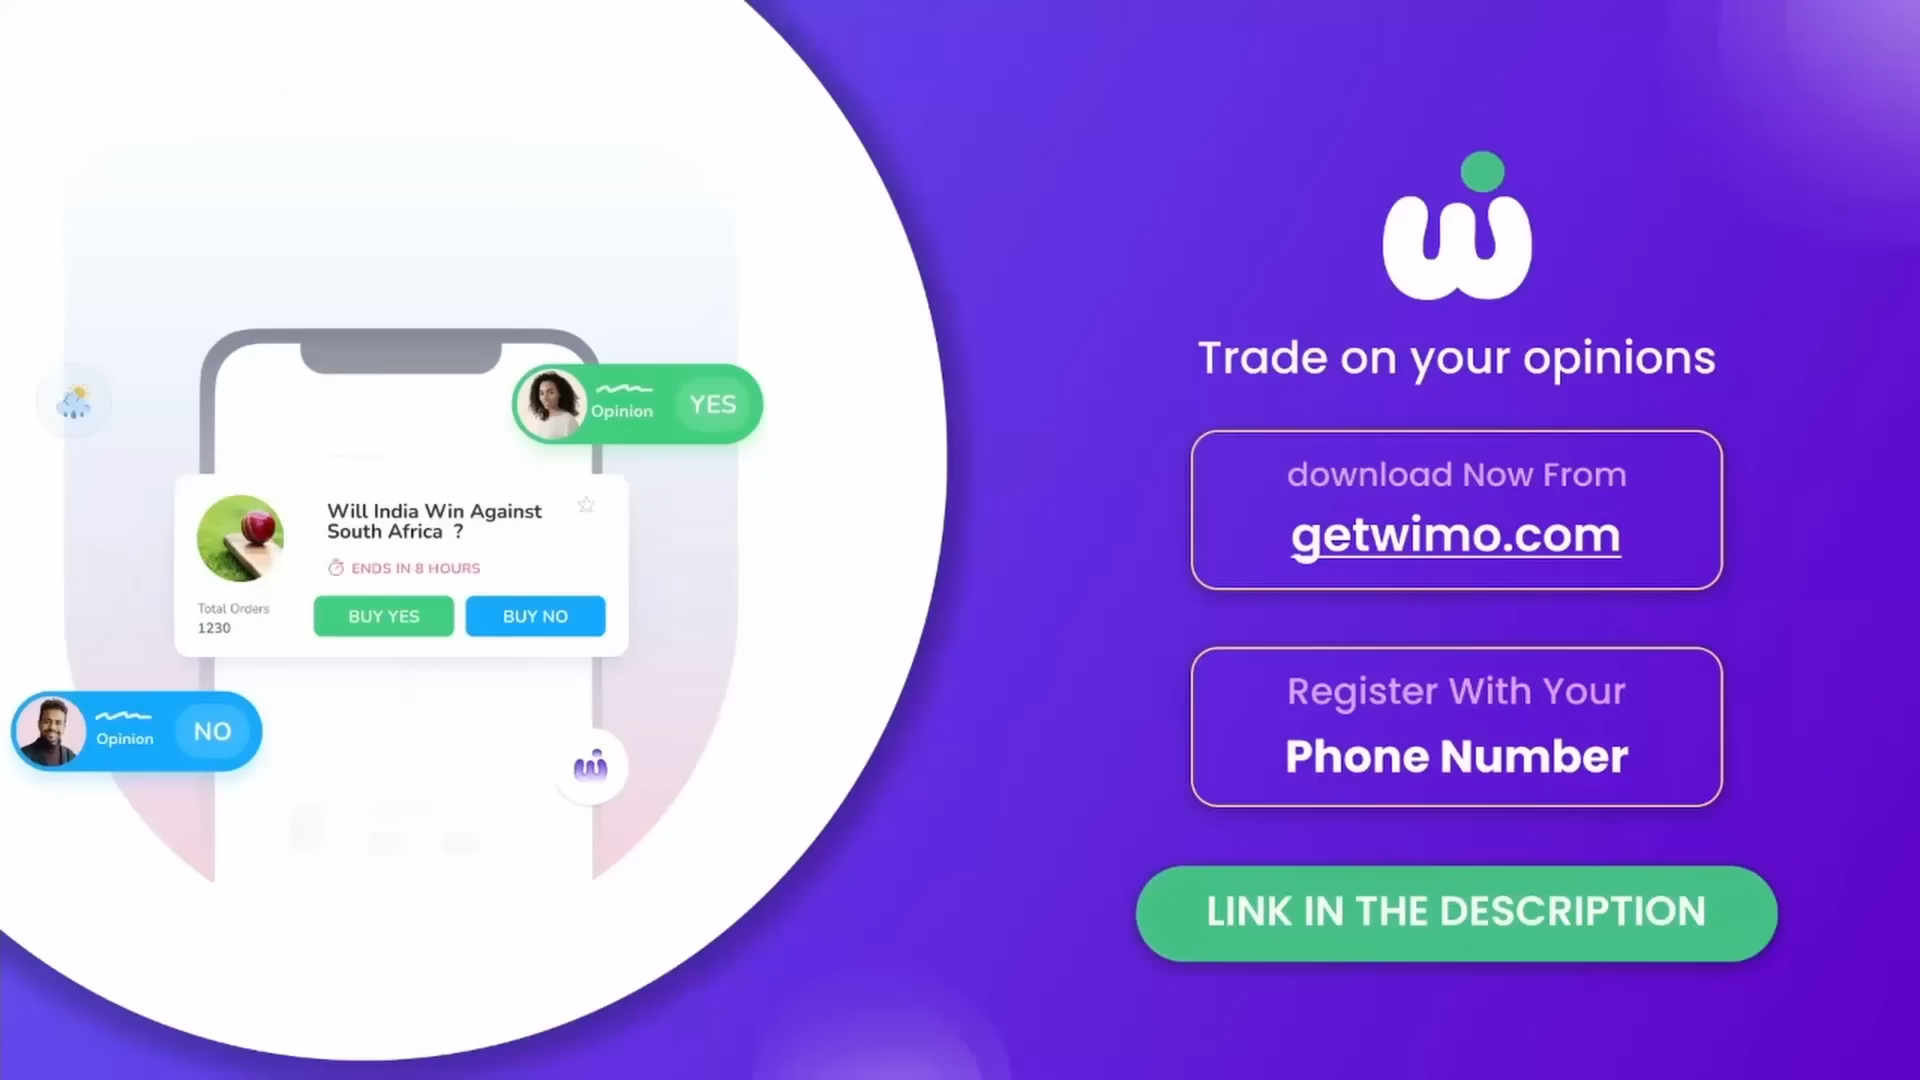 Opinion YES
Will India Win Against
South Africa ?
ENDS IN 8 HOURS
Total Orders
1230
BUY YES BUY NO
Opinion NO
Trade on your opinions
download Now From
getwimo.com
Register With Your
Phone Number
LINK IN THE DESCRIPTION